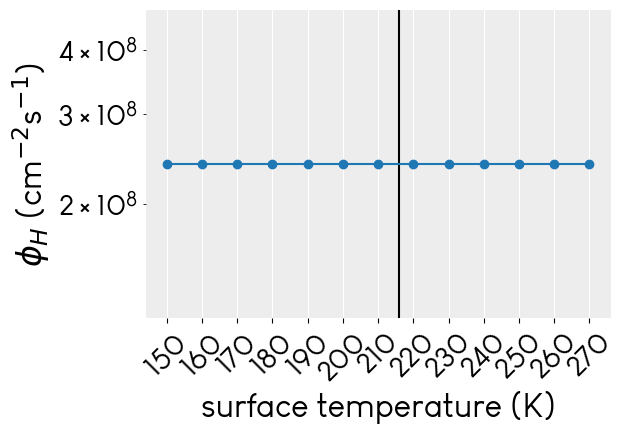 4 × 10⁸
3 × 10⁸
2 × 10⁸
ϕ_H (cm⁻²s⁻¹)
150 160 170 180 190 200 210 220 230 240 250 260 270
surface temperature (K)